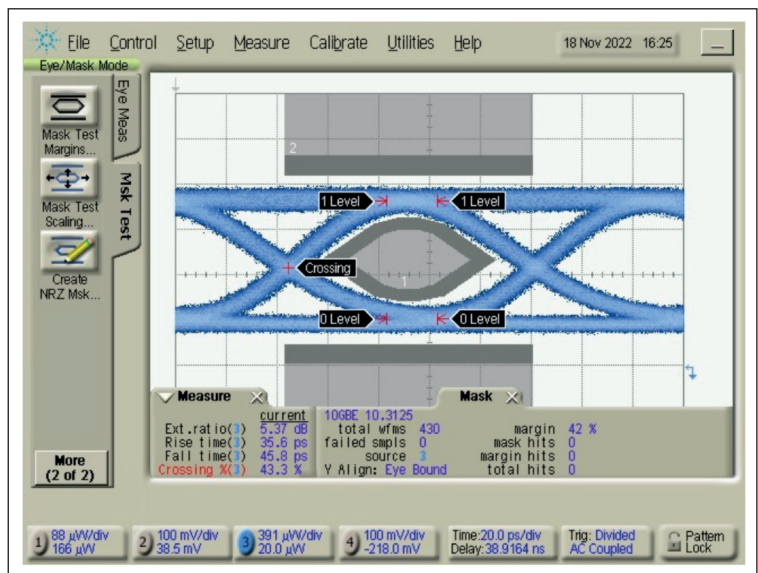 File Control Setup Measure Calibrate Utilities Help 18 Nov 2022 16:25
Eye/Mask Mode
Mask Test
Margins...
Mask Test
Scaling...
Create
NRZ Msk...
More
(2 of 2)
Eye Meas
Msk Test
2
1 Level 1 Level
Crossing
1
0 Level 0 Level
Measure
current
Ext.ratio(3) 5.37 dB
Rise time(3) 35.6 ps
Fall time(3) 45.8 ps
Crossing %(3) 43.3 %
Mask
10GBE 10.3125
total wfms 430 margin 42 %
failed smpls 0 mask hits 0
source 3 margin hits 0
Y Align: Eye Bound total hits 0
1 88 µW/div
166 µW
2 100 mV/div
38.5 mV
3 391 µW/div
20.0 µW
4 100 mV/div
-218.0 mV
Time:20.0 ps/div
Delay:38.9164 ns
Trig: Divided
AC Coupled
Pattern
Lock